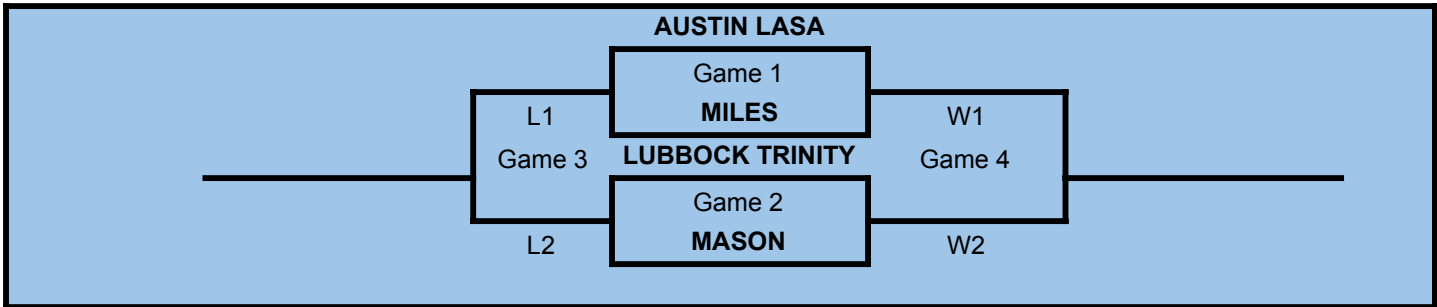 AUSTIN LASA
Game 1
MILES
L1
W1
Game 3
LUBBOCK TRINITY
Game 4
Game 2
MASON
L2
W2